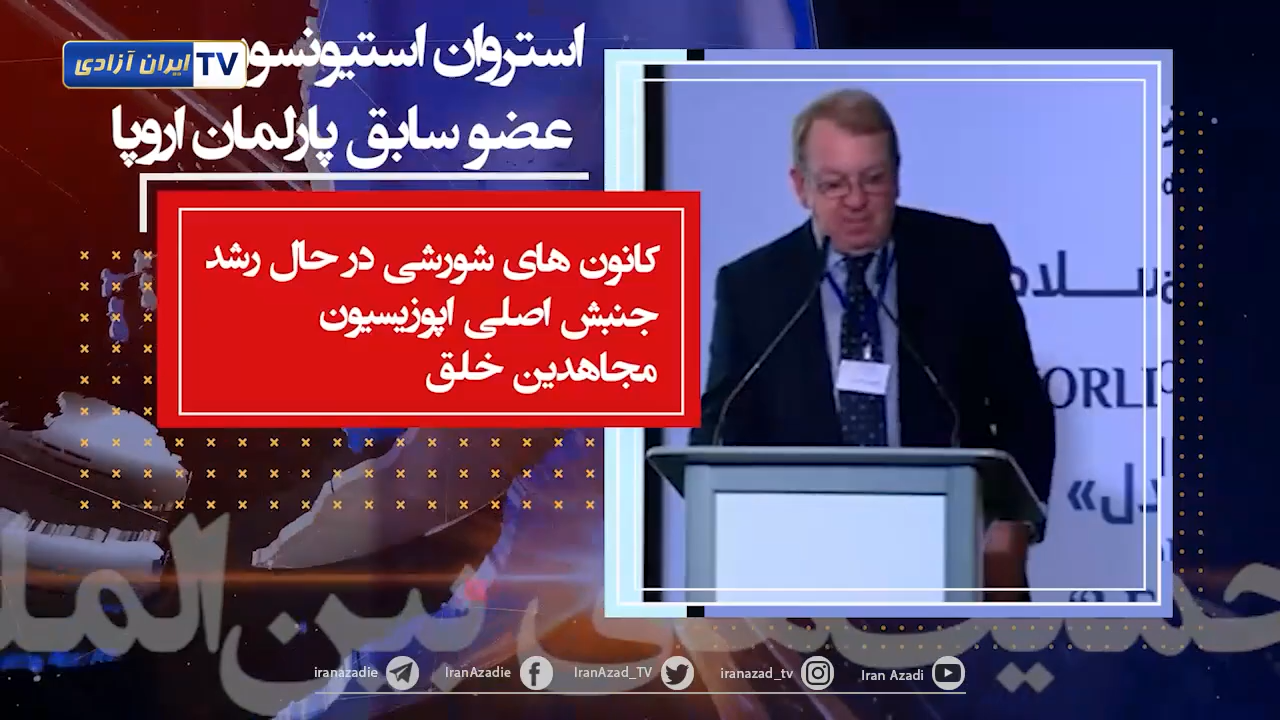 ایران آزادی TV
استروان استیونسو
عضو سابق پارلمان اروپا
کانون های شورشی در حال رشد
جنبش اصلی اپوزیسیون
مجاهدین خلق
iranazadie
IranAzadie
IranAzad_TV
iranazad_tv
Iran Azadi